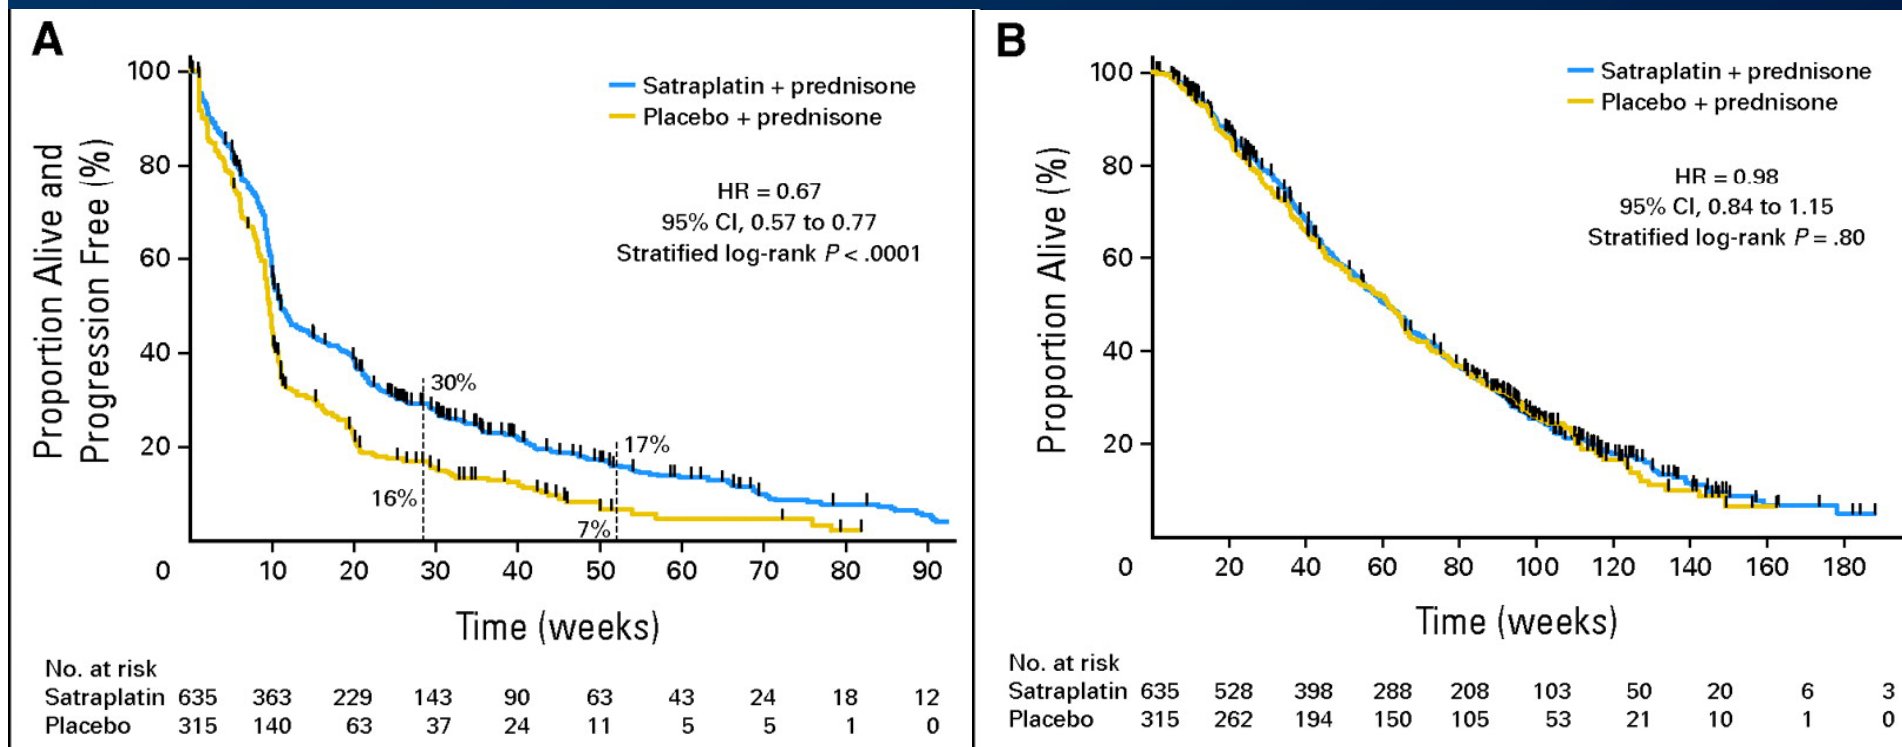 A
Proportion Alive and
Progression Free (%)
100
80
60
40
20
0
10 20 30 40 50 60 70 80 90
Time (weeks)
Satraplatin + prednisone
Placebo + prednisone
HR = 0.67
95% CI, 0.57 to 0.77
Stratified log-rank P < .0001
30%
16%
17%
7%
No. at risk
Satraplatin 635 363 229 143 90 63 43 24 18 12
Placebo 315 140 63 37 24 11 5 5 1 0
B
Proportion Alive (%)
100
80
60
40
20
0
20 40 60 80 100 120 140 160 180
Time (weeks)
Satraplatin + prednisone
Placebo + prednisone
HR = 0.98
95% CI, 0.84 to 1.15
Stratified log-rank P = .80
No. at risk
Satraplatin 635 528 398 288 208 103 50 20 6 3
Placebo 315 262 194 150 105 53 21 10 1 0